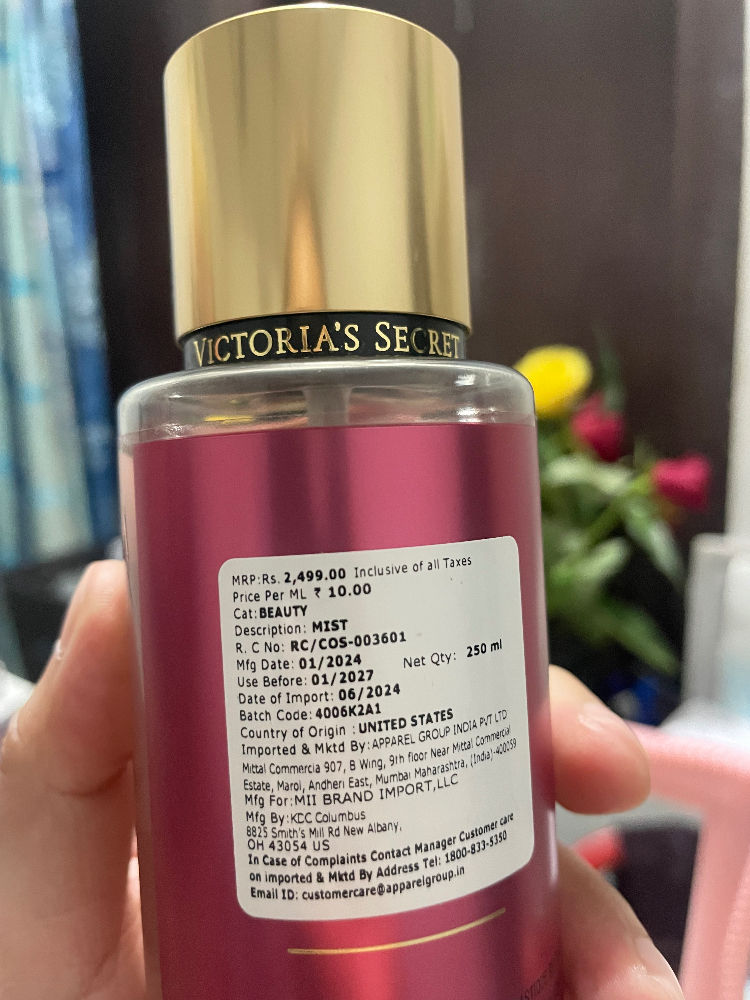 VICTORIA'S SECRET
MRP:Rs. 2,499.00 Inclusive of all Taxes
Price Per ML ₹ 10.00
Cat:BEAUTY
Description: MIST
R. C No: RC/COS-003601
Mfg Date: 01/2024 Net Qty: 250 ml
Use Before: 01/2027
Date of Import: 06/2024
Batch Code: 4006K2A1
Country of Origin : UNITED STATES
Imported & Mktd By:APPAREL GROUP INDIA PVT LTD
Mittal Commercia 907, B Wing, 9th floor Near Mittal Commercial
Estate, Marol, Andheri East, Mumbai Maharashtra, (India)-400059
Mfg For:MII BRAND IMPORT,LLC
Mfg By:KDC Columbus
8825 Smith's Mill Rd New Albany,
OH 43054 US
In Case of Complaints Contact Manager Customer care
on imported & Mktd By Address Tel: 1800-833-5350
Email ID: customercare@apparelgroup.in